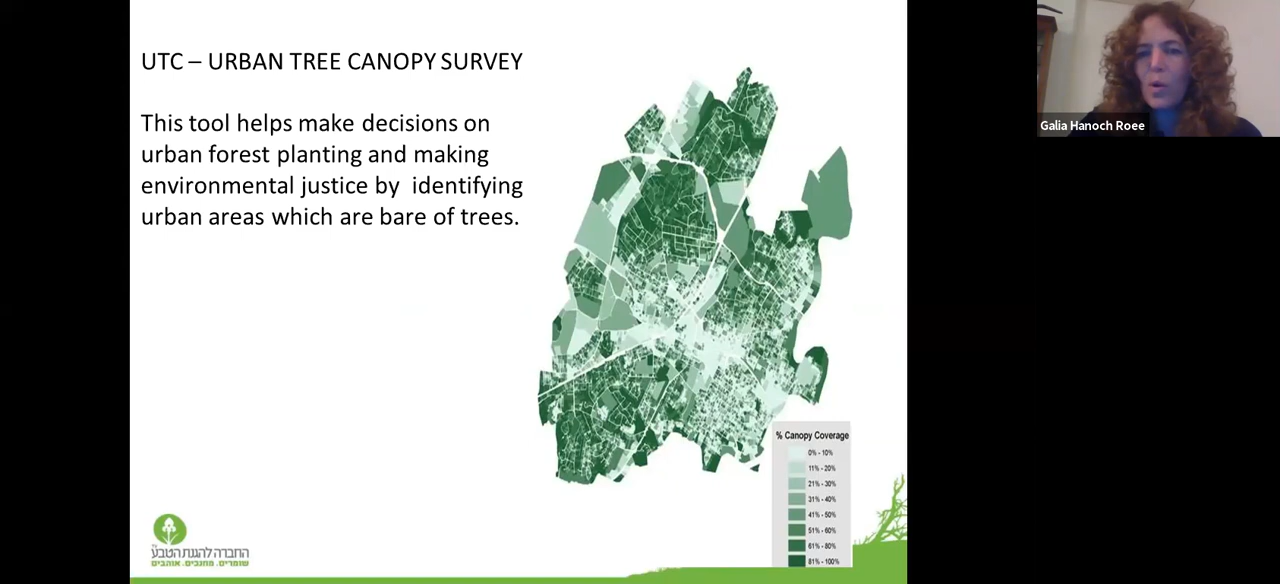 UTC – URBAN TREE CANOPY SURVEY
This tool helps make decisions on
urban forest planting and making
environmental justice by  identifying
urban areas which are bare of trees.
Galia Hanoch Roee
% Canopy Coverage
0% - 10%
11% - 20%
21% - 30%
31% - 40%
41% - 50%
51% - 60%
61% - 80%
81% - 100%
החברה להגנת הטבע
שומרים. מחנכים. אוהבים